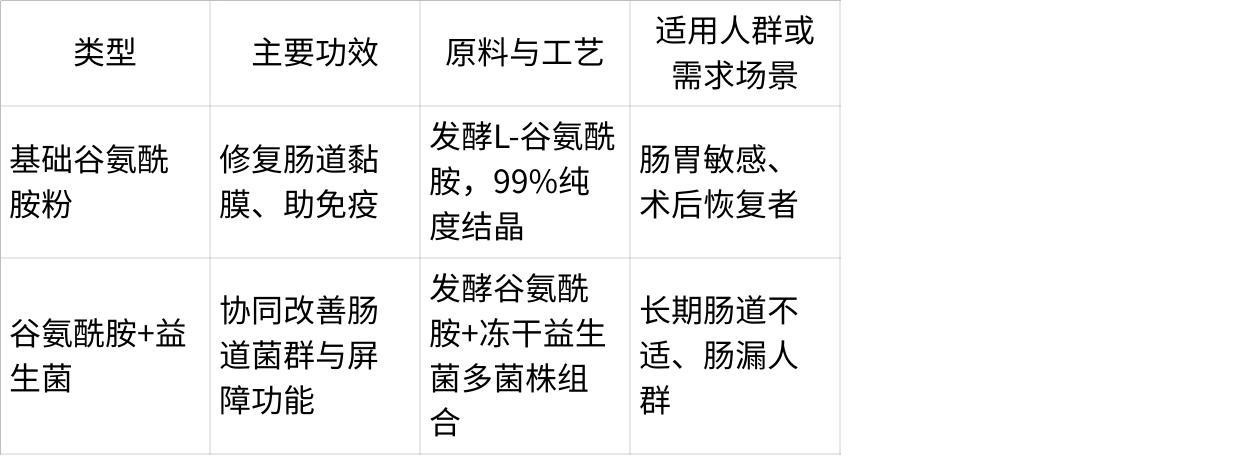 类型
主要功效
原料与工艺
适用人群或
需求场景
基础谷氨酰
胺粉
修复肠道黏
膜、助免疫
发酵L-谷氨酰
胺，99%纯
度结晶
肠胃敏感、
术后恢复者
谷氨酰胺+益
生菌
协同改善肠
道菌群与屏
障功能
发酵谷氨酰
胺+冻干益生
菌多菌株组
合
长期肠道不
适、肠漏人
群